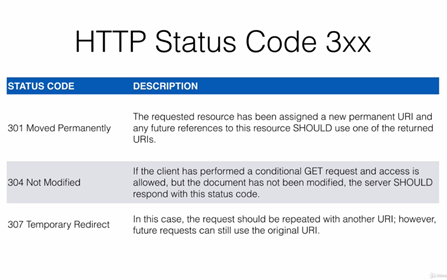 HTTP Status Code 3xx
STATUS CODE DESCRIPTION
301 Moved Permanently
The requested resource has been assigned a new permanent URI and
any future references to this resource SHOULD use one of the returned
URIs.
304 Not Modified
If the client has performed a conditional GET request and access is
allowed, but the document has not been modified, the server SHOULD
respond with this status code.
307 Temporary Redirect
In this case, the request should be repeated with another URI; however,
future requests can still use the original URI.